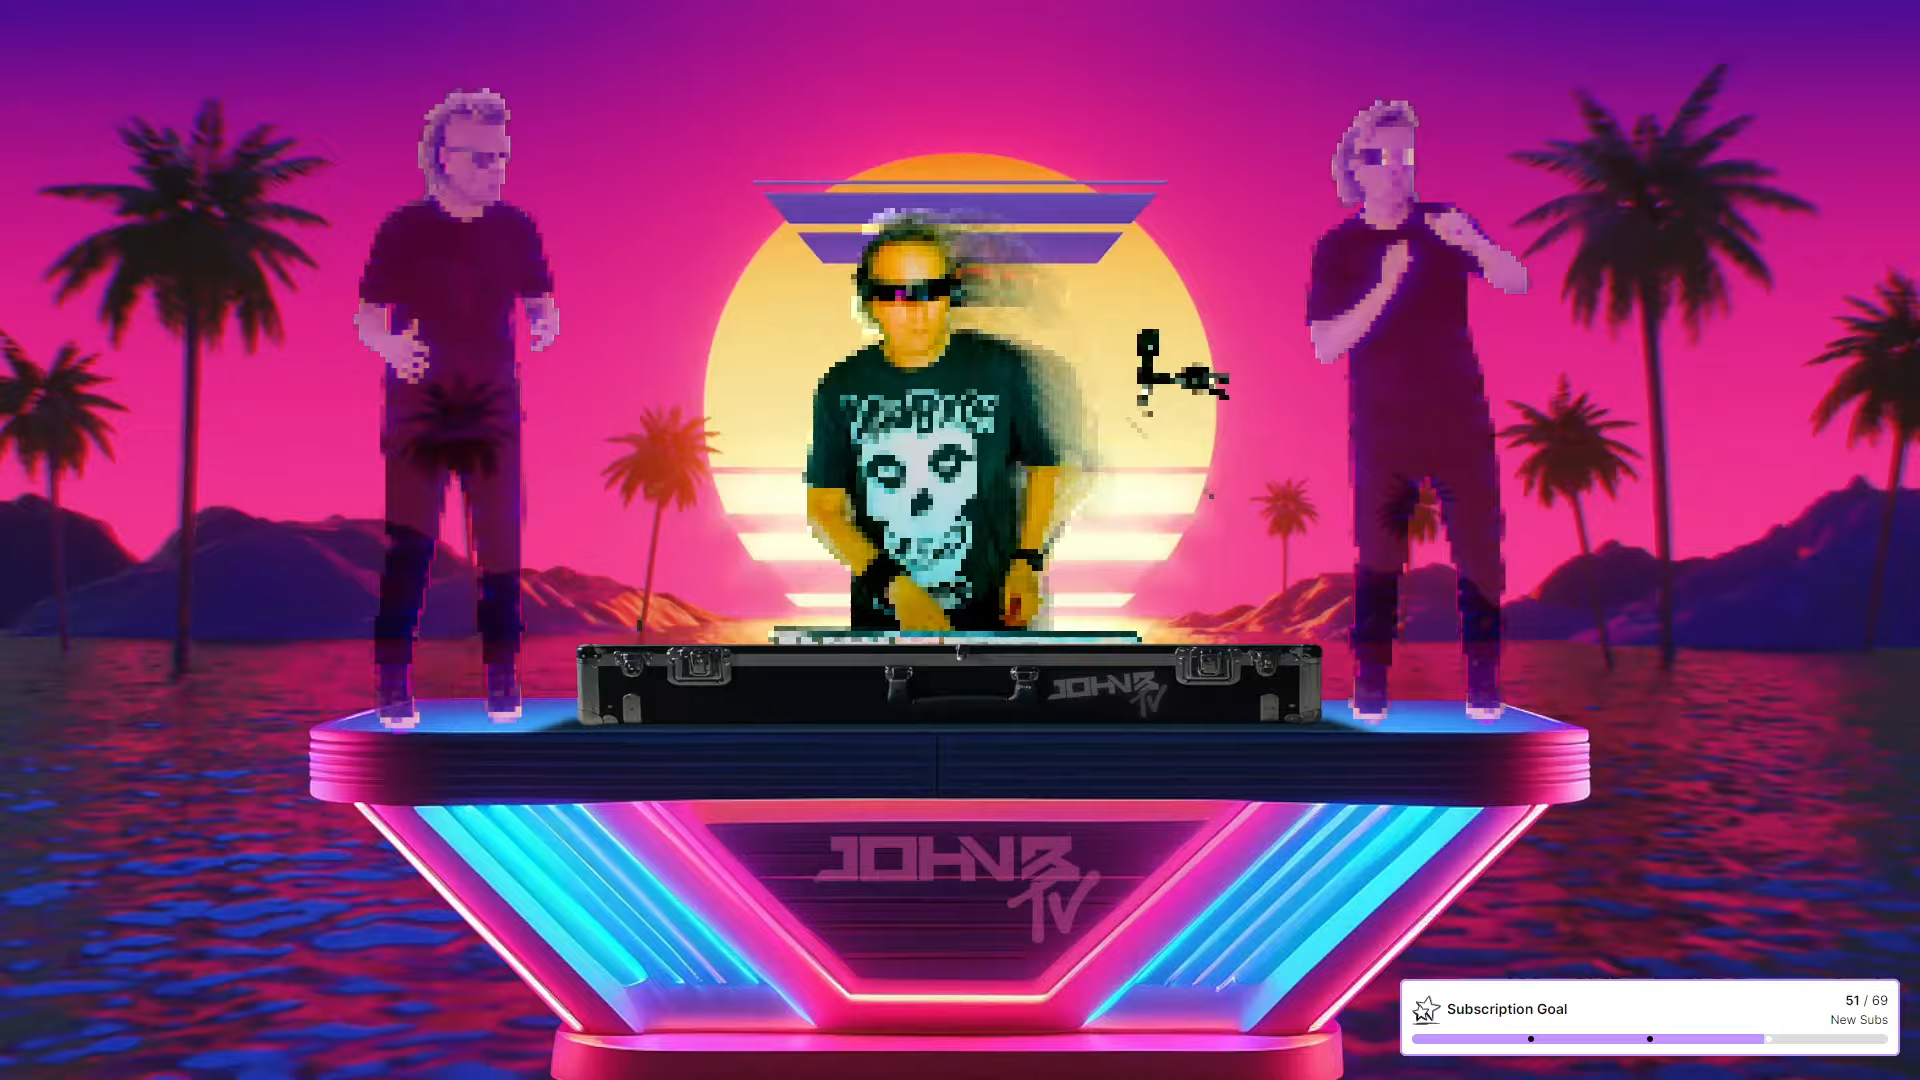 JOHNB
TV
JOHNB
TV
Subscription Goal
51 / 69
New Subs